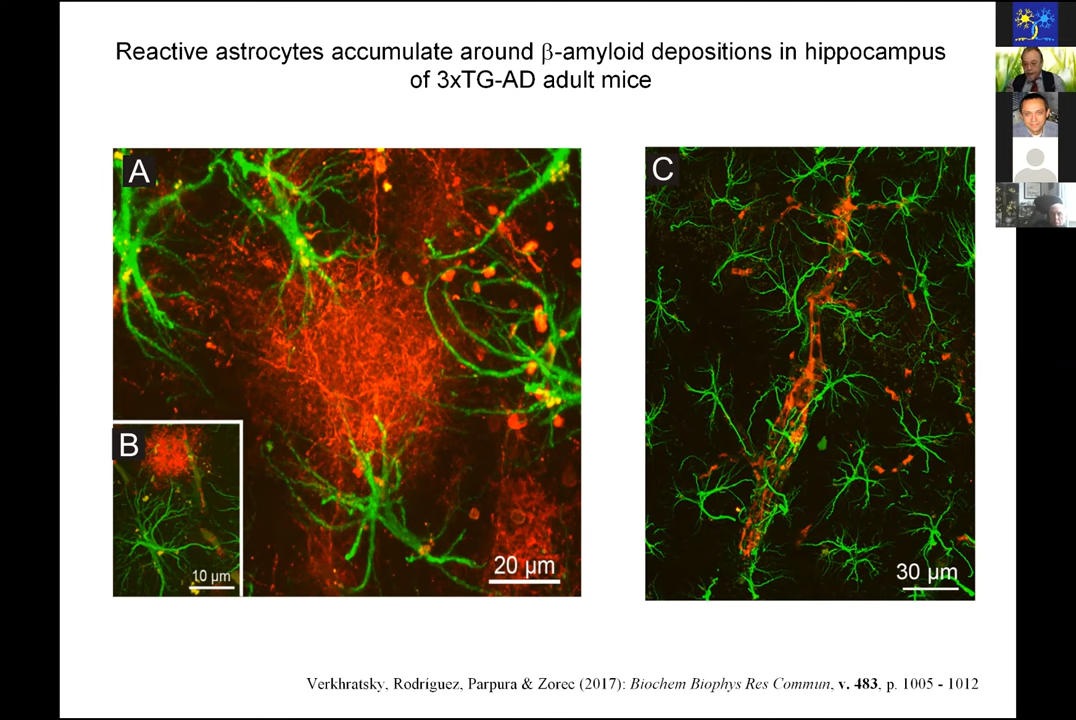 Reactive astrocytes accumulate around β-amyloid depositions in hippocampus
of 3xTG-AD adult mice
A
C
B
10 µm
20 µm
30 µm
Verkhratsky, Rodríguez, Parpura & Zorec (2017): Biochem Biophys Res Commun, v. 483, p. 1005 - 1012